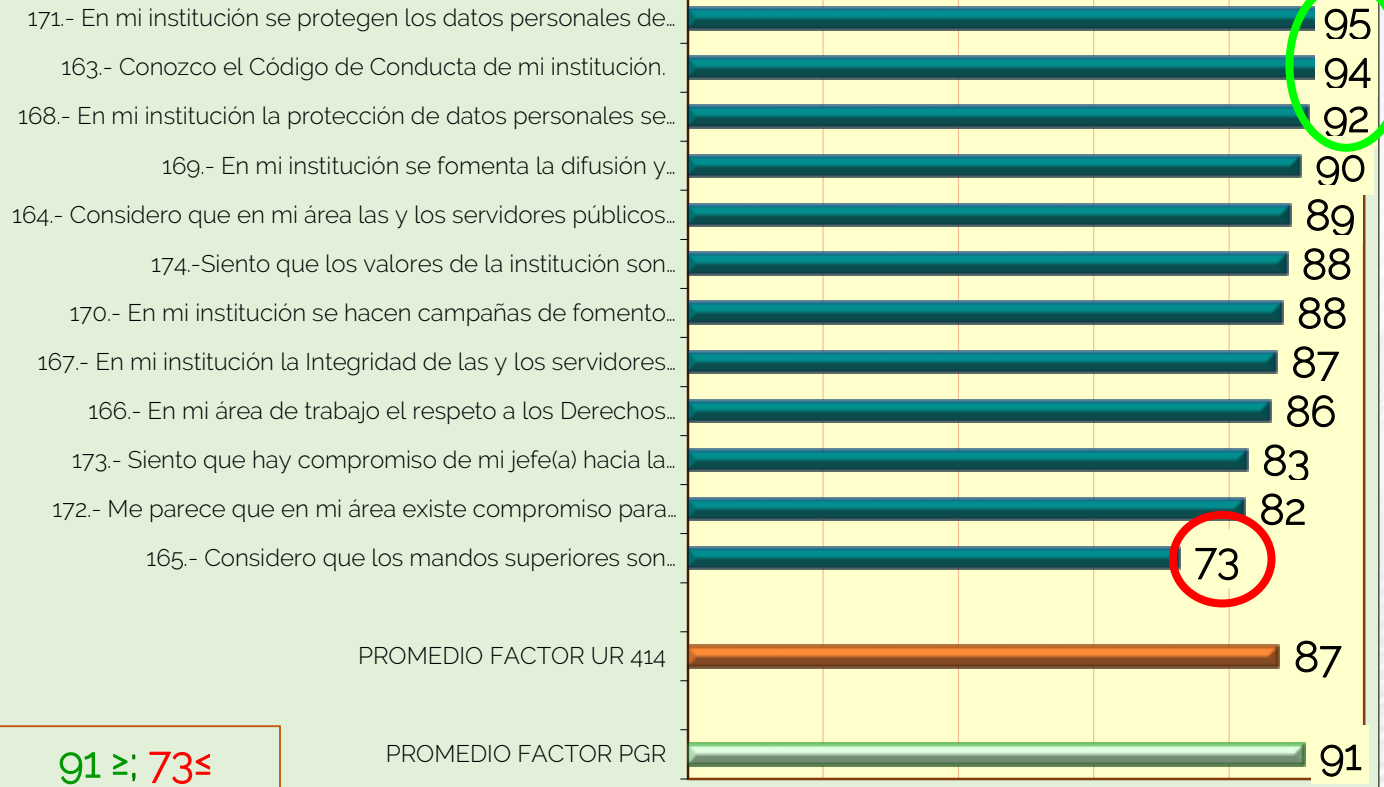 171.- En mi institución se protegen los datos personales de… 95
163.- Conozco el Código de Conducta de mi institución. 94
168.- En mi institución la protección de datos personales se… 92
169.- En mi institución se fomenta la difusión y… 90
164.- Considero que en mi área las y los servidores públicos… 89
174.-Siento que los valores de la institución son… 88
170.- En mi institución se hacen campañas de fomento… 88
167.- En mi institución la Integridad de las y los servidores… 87
166.- En mi área de trabajo el respeto a los Derechos… 86
173.- Siento que hay compromiso de mi jefe(a) hacia la… 83
172.- Me parece que en mi área existe compromiso para… 82
165.- Considero que los mandos superiores son… 73
PROMEDIO FACTOR UR 414 87
PROMEDIO FACTOR PGR 91
91 ≥; 73≤